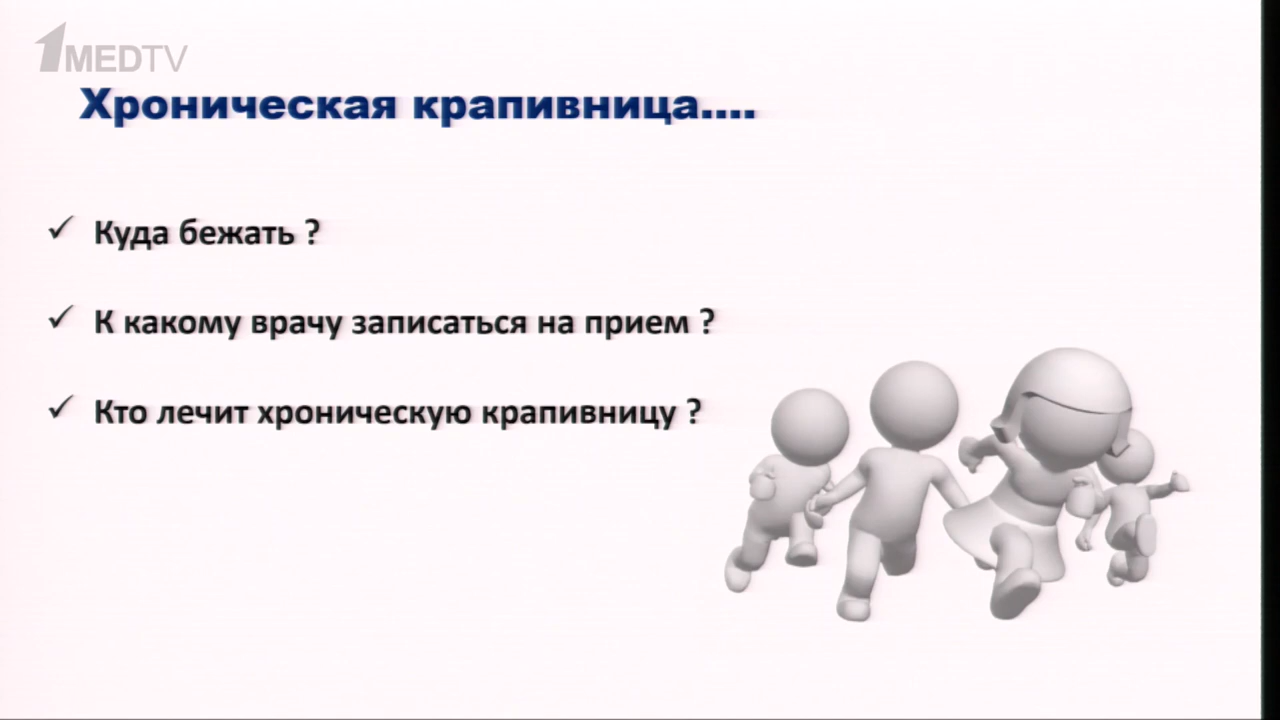 1MEDTV
Хроническая крапивница....
Куда бежать ?
К какому врачу записаться на прием ?
Кто лечит хроническую крапивницу ?